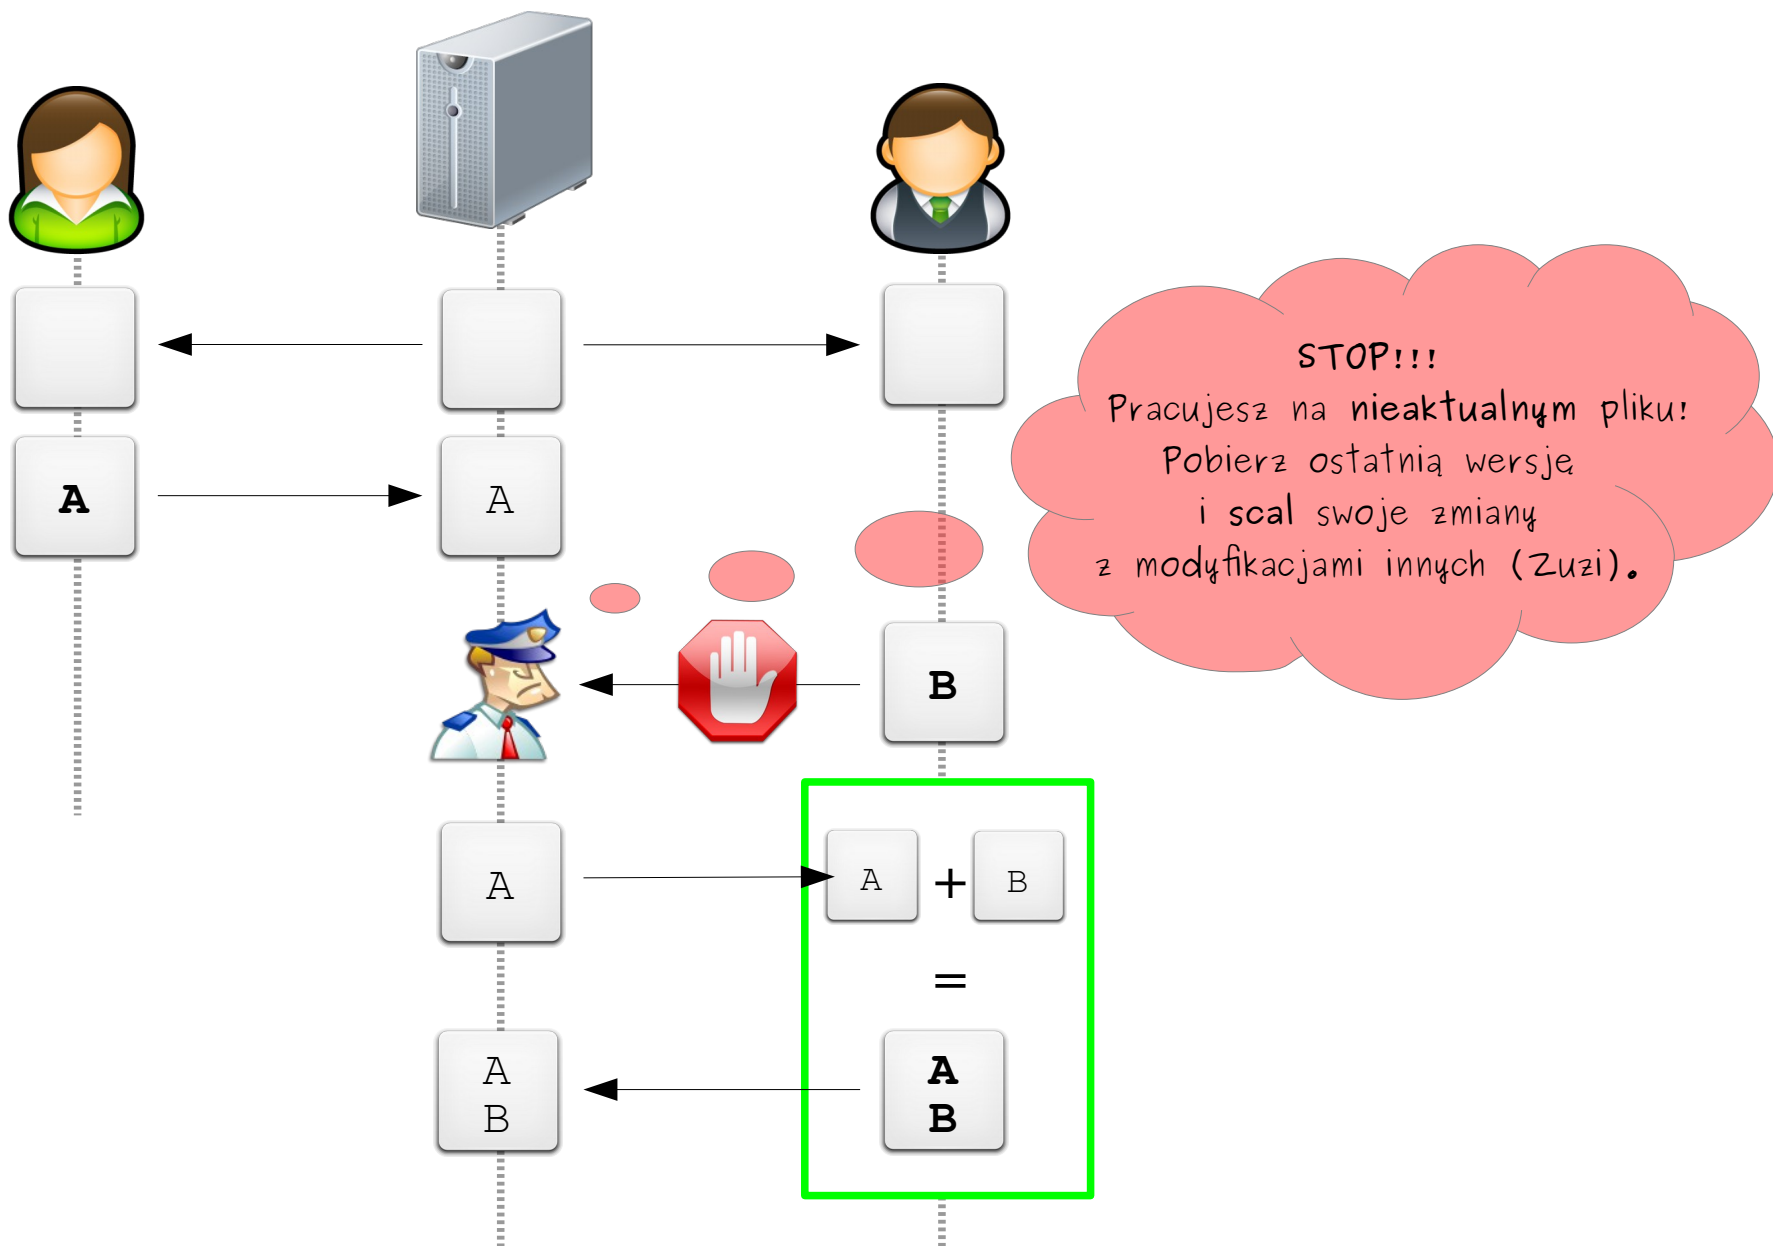 STOP!!!
Pracujesz na nieaktualnym pliku!
Pobierz ostatnią wersję
i scal swoje zmiany
z modyfikacjami innych (Zuzi).
A
A
B
A
A + B
=
A
B
A
B